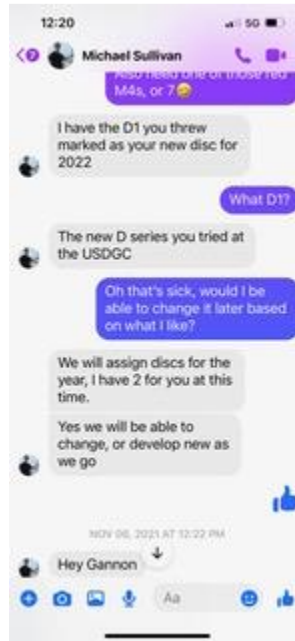 12:20
5G
7
Michael Sullivan
Also need one of those red
M4s, or 7🤣
I have the D1 you threw
marked as your new disc for
2022
What D1?
The new D series you tried at
the USDGC
Oh that's sick, would I be
able to change it later based
on what I like?
We will assign discs for the
year, I have 2 for you at this
time.
Yes we will be able to
change, or develop new as
we go
NOV 06, 2021 AT 12:22 PM
Hey Gannon
Aa